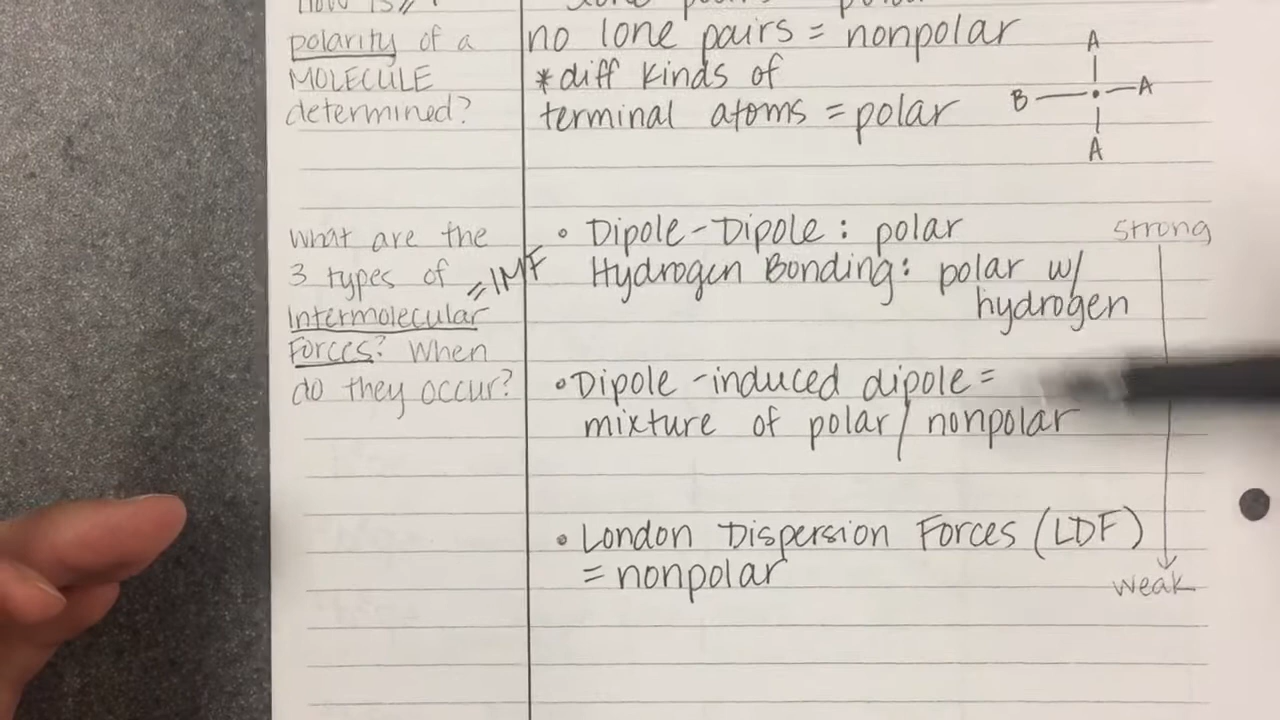 polarity of a
MOLECULE
determined?
no lone pairs = nonpolar
*diff kinds of
terminal atoms = polar
A
B A
A
What are the
3 types of = IMF
Intermolecular
Forces? When
do they occur?
• Dipole-Dipole: polar
Hydrogen Bonding: polar w/
hydrogen
• Dipole-induced dipole =
mixture of polar/nonpolar
• London Dispersion Forces (LDF)
= nonpolar
Strong
Weak